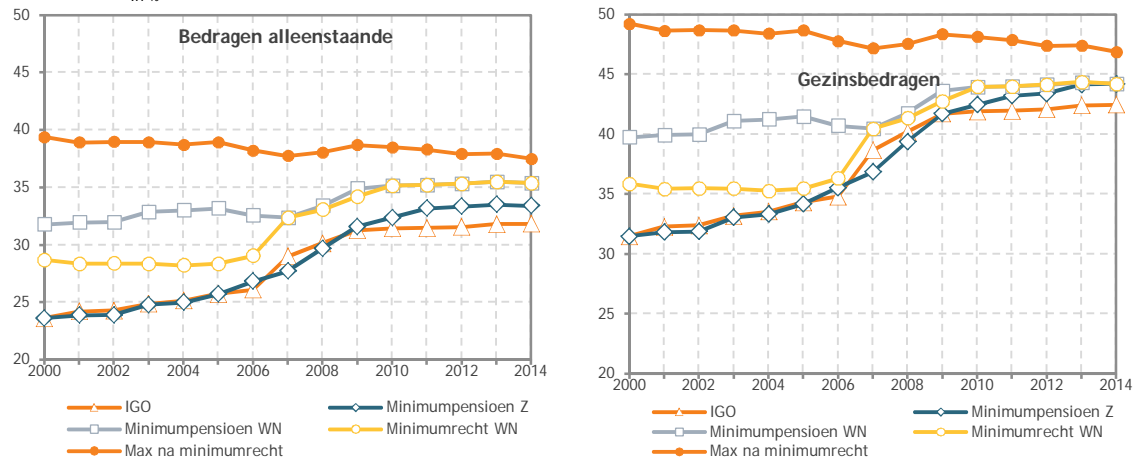 in %
50
Bedragen alleenstaande
45
40
35
30
25
20
2000 2002 2004 2006 2008 2010 2012 2014
IGO
Minimumpensioen Z
Minimumpensioen WN
Minimumrecht WN
Max na minimumrecht
50
45
Gezinsbedragen
40
35
30
25
20
2000 2002 2004 2006 2008 2010 2012 2014
IGO
Minimumpensioen Z
Minimumpensioen WN
Minimumrecht WN
Max na minimumrecht